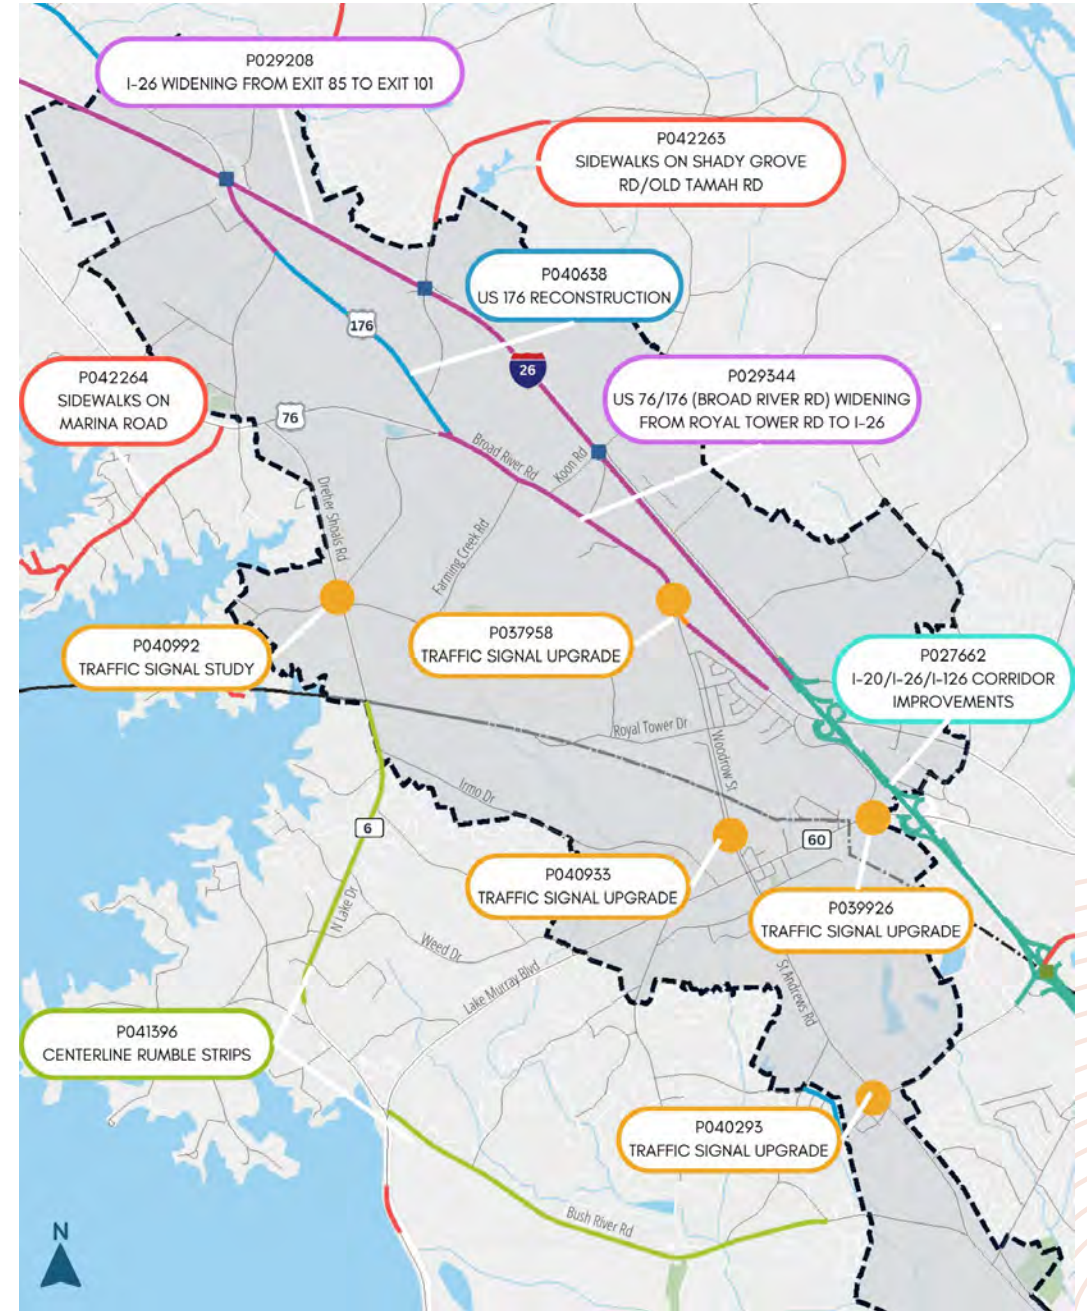 P029208
I-26 WIDENING FROM EXIT 85 TO EXIT 101
P042263
SIDEWALKS ON SHADY GROVE
RD/OLD TAMAH RD
P040638
US 176 RECONSTRUCTION
176
26
P042264
SIDEWALKS ON
MARINA ROAD
P029344
US 76/176 (BROAD RIVER RD) WIDENING
FROM ROYAL TOWER RD TO I-26
76
Broad River Rd
Koon Rd
Dreher Shoals Rd
Farming Creek Rd
P040992
TRAFFIC SIGNAL STUDY
P037958
TRAFFIC SIGNAL UPGRADE
P027662
I-20/I-26/I-126 CORRIDOR
IMPROVEMENTS
Royal Tower Dr
Woodrow St
Irmo Dr
6
60
P040933
TRAFFIC SIGNAL UPGRADE
P039926
TRAFFIC SIGNAL UPGRADE
N Lake Dr
Weed Dr
Lake Murray Blvd
St Andrews Rd
P041396
CENTERLINE RUMBLE STRIPS
P040293
TRAFFIC SIGNAL UPGRADE
Bush River Rd
N